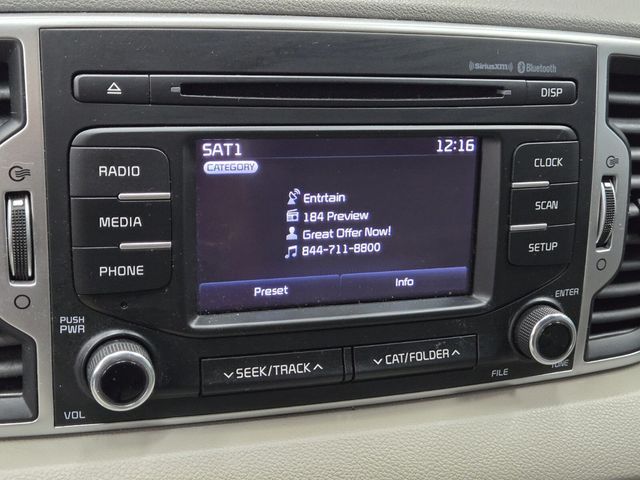 SiriusXM Bluetooth
DISP
SAT1 12:16
CATEGORY
RADIO
MEDIA
PHONE
Entrtain
184 Preview
Great Offer Now!
844-711-8800
Preset Info
CLOCK
SCAN
SETUP
PUSH
PWR
VOL
SEEK/TRACK
CAT/FOLDER
ENTER
FILE
TUNE